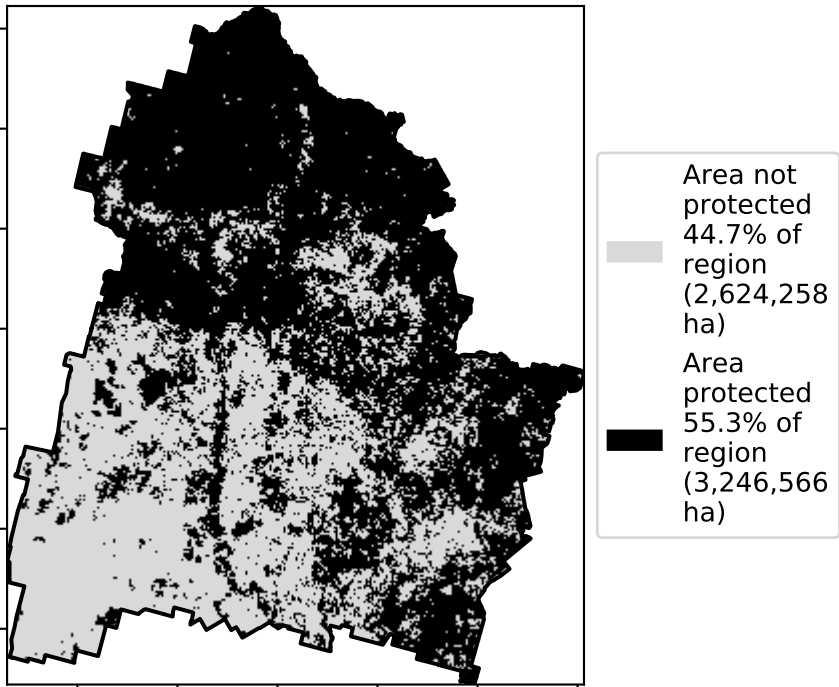 Area not
protected
44.7% of
region
(2,624,258
ha)
Area
protected
55.3% of
region
(3,246,566
ha)